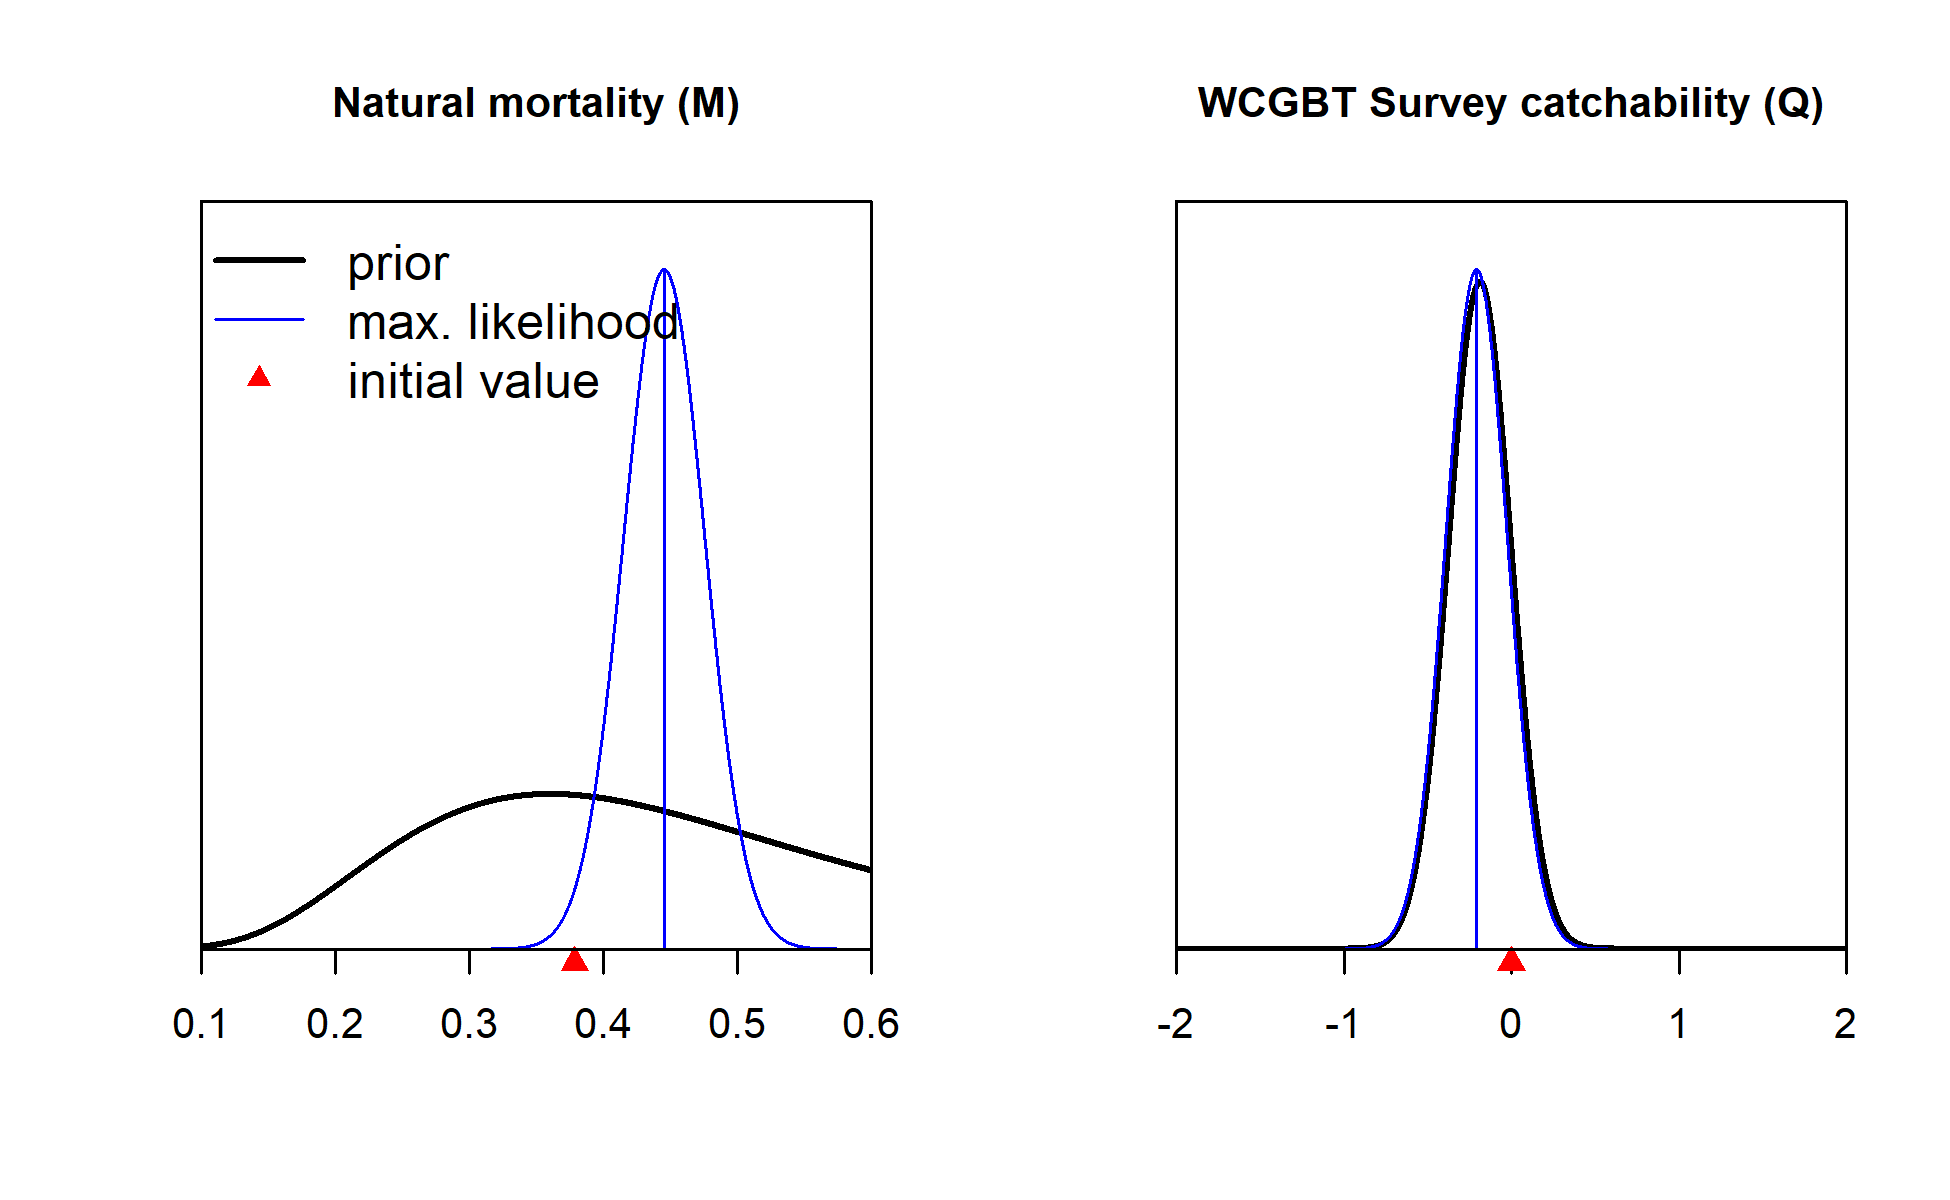 Natural mortality (M)
prior
max. likelihood
initial value
0.1 0.2 0.3 0.4 0.5 0.6
WCGBT Survey catchability (Q)
-2 -1 0 1 2